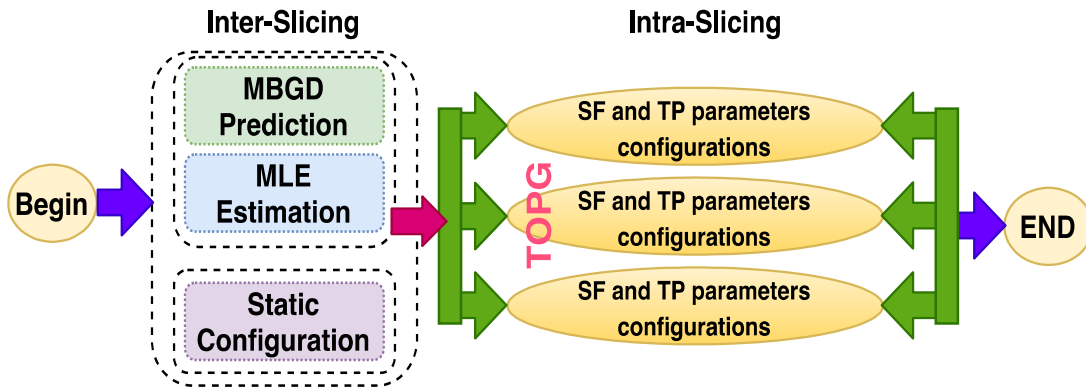 Inter-Slicing
Intra-Slicing
Begin
MBGD
Prediction
MLE
Estimation
Static
Configuration
TOPG
SF and TP parameters
configurations
SF and TP parameters
configurations
SF and TP parameters
configurations
END